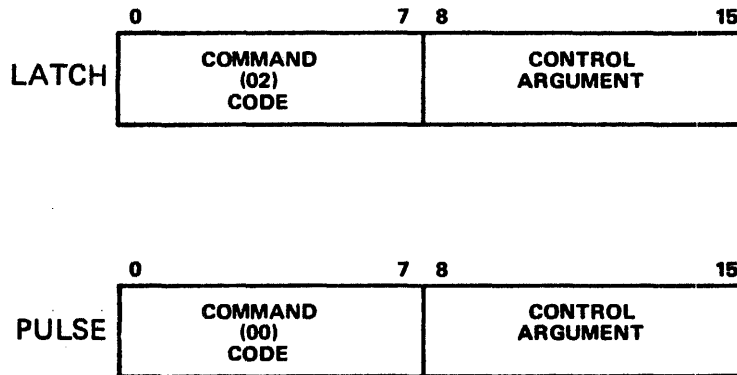 0 7 8 15
LATCH
COMMAND
(02)
CODE
CONTROL
ARGUMENT
0 7 8 15
PULSE
COMMAND
(00)
CODE
CONTROL
ARGUMENT